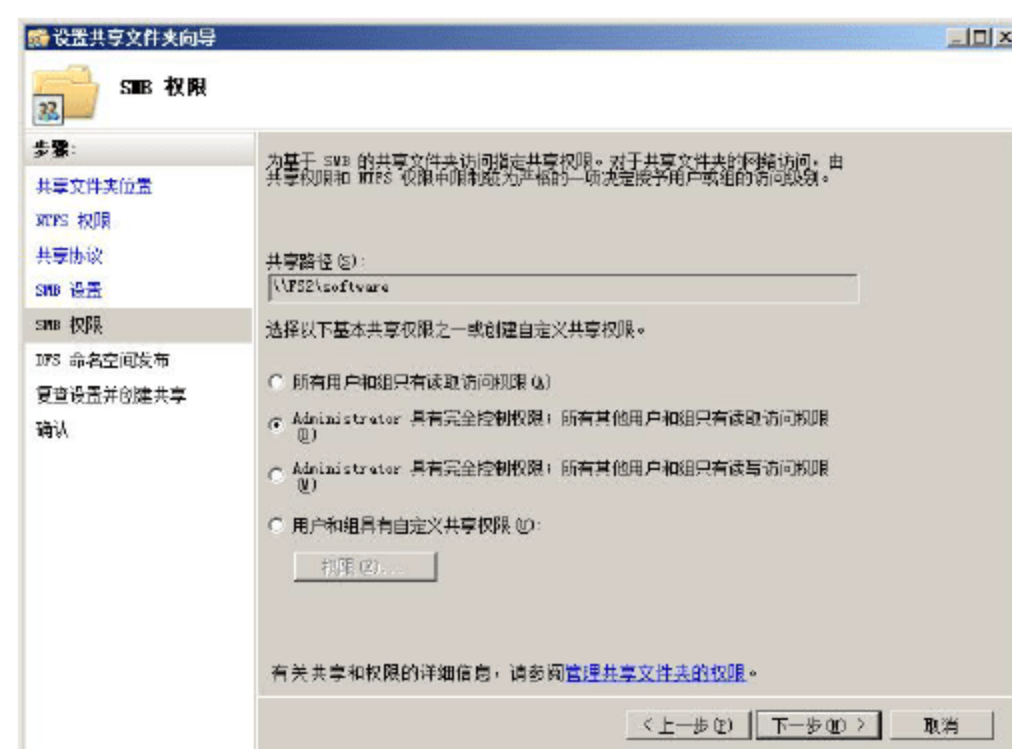 设置共享文件夹向导
SMB 权限
步骤:
共享文件夹位置
NTFS 权限
共享协议
SMB 设置
SMB 权限
DFS 命名空间发布
复查设置并创建共享
确认
为基于 SMB 的共享文件夹访问指定共享权限。对于共享文件夹的网络访问，由
共享权限和 NTFS 权限中限制较为严格的一项决定授予用户或组的访问级别。
共享路径(S):
\\FS2\software
选择以下基本共享权限之一或创建自定义共享权限。
所有用户和组只有读取访问权限(A)
Administrator 具有完全控制权限；所有其他用户和组只有读取访问权限
(D)
Administrator 具有完全控制权限；所有其他用户和组只有读写访问权限
(W)
用户和组具有自定义共享权限(U):
权限
有关共享和权限的详细信息，请参阅管理共享文件夹的权限。
<上一步(P)
下一步(N) >
取消